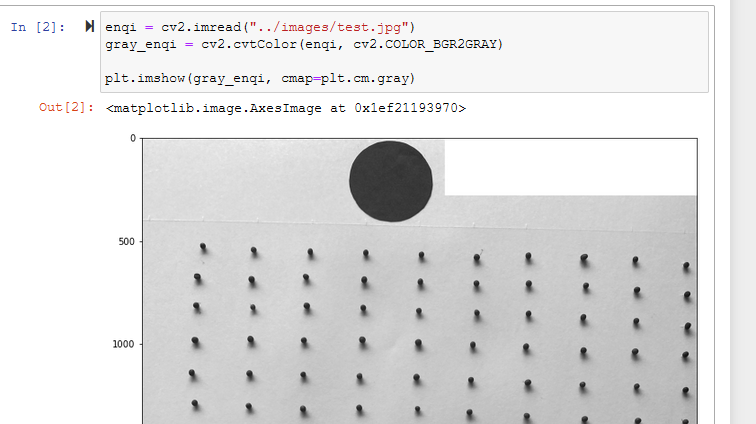 In [2]:
enqi = cv2.imread("../images/test.jpg")
gray_enqi = cv2.cvtColor(enqi, cv2.COLOR_BGR2GRAY)
plt.imshow(gray_enqi, cmap=plt.cm.gray)
Out[2]: <matplotlib.image.AxesImage at 0x1ef21193970>
0
500
1000